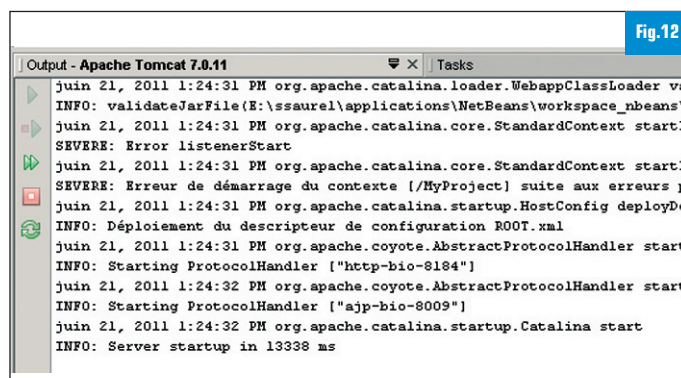 Fig.12
Output - Apache Tomcat 7.0.11
Tasks
juin 21, 2011 1:24:31 PM org.apache.catalina.loader.WebappClassLoader va
INFO: validateJarFile(E:\ssaurel\applications\NetBeans\workspace_nbeans\
juin 21, 2011 1:24:31 PM org.apache.catalina.core.StandardContext start
SEVERE: Error listenerStart
juin 21, 2011 1:24:31 PM org.apache.catalina.core.StandardContext start
SEVERE: Erreur de démarrage du contexte [/MyProject] suite aux erreurs p
juin 21, 2011 1:24:31 PM org.apache.catalina.startup.HostConfig deployDe
INFO: Déploiement du descripteur de configuration ROOT.xml
juin 21, 2011 1:24:31 PM org.apache.coyote.AbstractProtocolHandler start
INFO: Starting ProtocolHandler ["http-bio-8184"]
juin 21, 2011 1:24:32 PM org.apache.coyote.AbstractProtocolHandler start
INFO: Starting ProtocolHandler ["ajp-bio-8009"]
juin 21, 2011 1:24:32 PM org.apache.catalina.startup.Catalina start
INFO: Server startup in 13338 ms